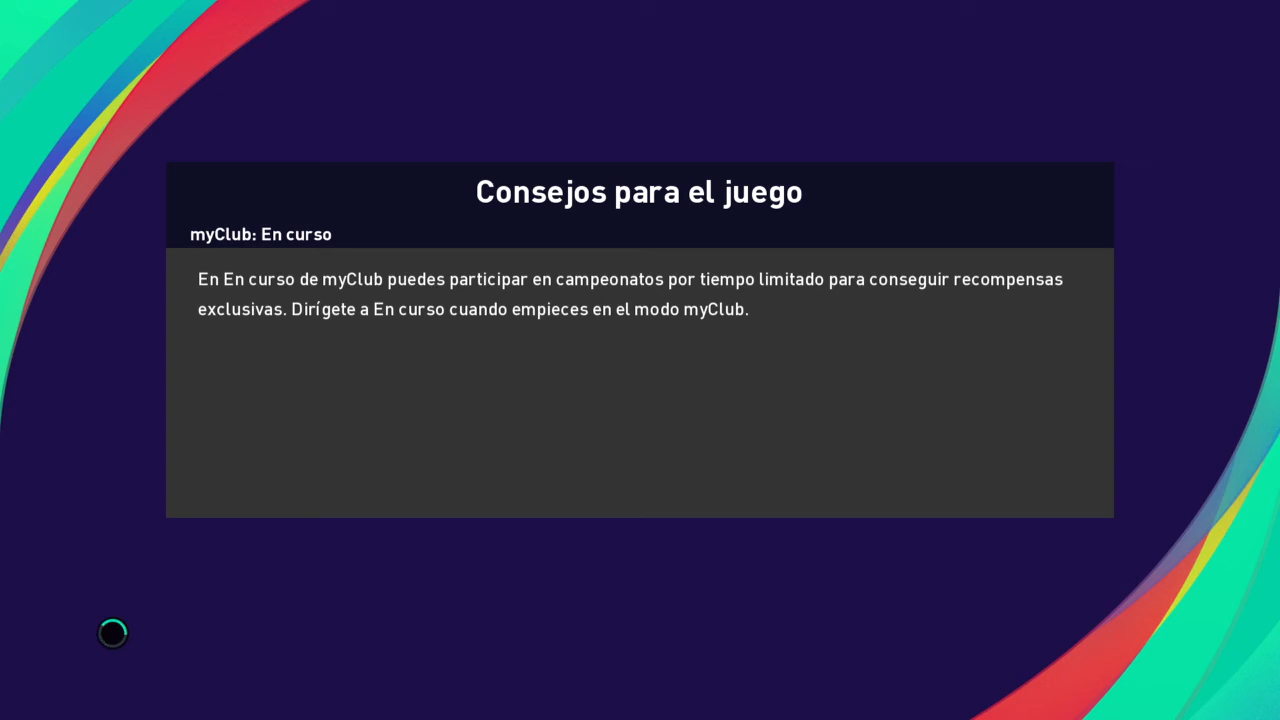 Consejos para el juego
myClub: En curso
En En curso de myClub puedes participar en campeonatos por tiempo limitado para conseguir recompensas
exclusivas. Dirígete a En curso cuando empieces en el modo myClub.